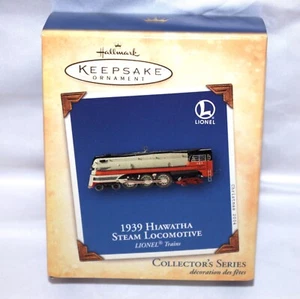 Hallmark
KEEPSAKE
ORNAMENT
L
LIONEL
1939 HIAWATHA
STEAM LOCOMOTIVE
LIONEL® Trains
COLLECTOR'S SERIES
décoration des fêtes